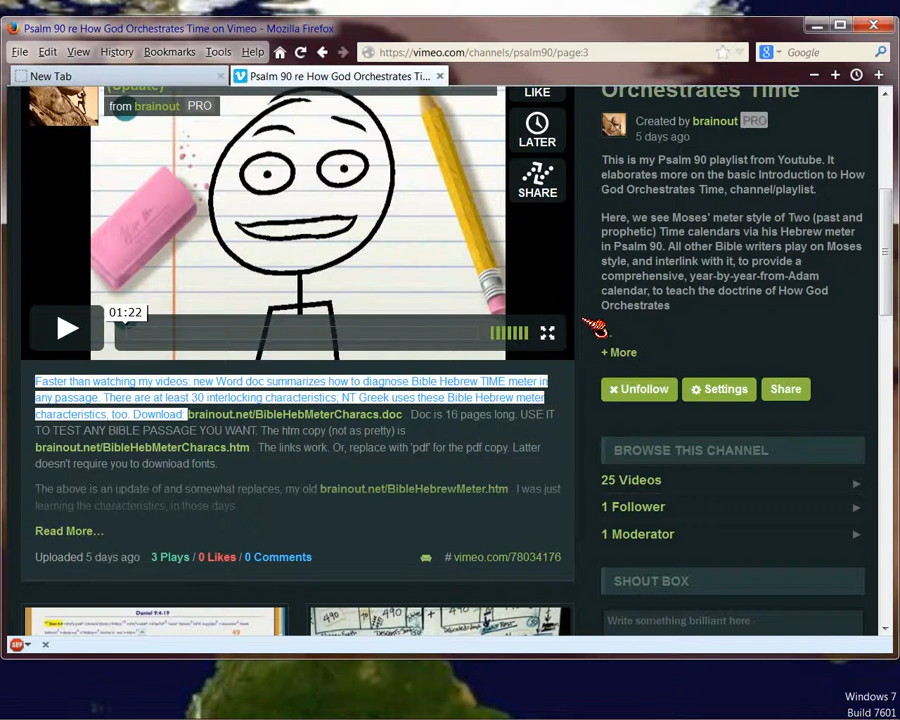 Psalm 90 re How God Orchestrates Time on Vimeo - Mozilla Firefox
File Edit View History Bookmarks Tools Help
https://vimeo.com/channels/psalm90/page:3
Google
New Tab
Psalm 90 re How God Orchestrates Ti...
(Update)
from brainout PRO
LIKE
LATER
SHARE
01:22
Faster than watching my videos: new Word doc summarizes how to diagnose Bible Hebrew TIME meter in
any passage. There are at least 30 interlocking characteristics; NT Greek uses these Bible Hebrew meter
characteristics, too. Download: brainout.net/BibleHebMeterCharacs.doc . Doc is 16 pages long. USE IT
TO TEST ANY BIBLE PASSAGE YOU WANT. The htm copy (not as pretty) is
brainout.net/BibleHebMeterCharacs.htm . The links work. Or, replace with 'pdf' for the pdf copy. Latter
doesn't require you to download fonts.
The above is an update of and somewhat replaces, my old brainout.net/BibleHebrewMeter.htm I was just
learning the characteristics, in those days
Read More...
Uploaded 5 days ago 3 Plays / 0 Likes / 0 Comments # vimeo.com/78034176
Daniel 9:4-19
49
490
490
490
Orchestrates Time
Created by brainout PRO
5 days ago
This is my Psalm 90 playlist from Youtube. It
elaborates more on the basic Introduction to How
God Orchestrates Time, channel/playlist.
Here, we see Moses' meter style of Two (past and
prophetic) Time calendars via his Hebrew meter
in Psalm 90. All other Bible writers play on Moses
style, and interlink with it, to provide a
comprehensive, year-by-year-from-Adam
calendar, to teach the doctrine of How God
Orchestrates
+ More
Unfollow
Settings
Share
BROWSE THIS CHANNEL
25 Videos
1 Follower
1 Moderator
SHOUT BOX
Write something brilliant here
ABP
Windows 7
Build 7601